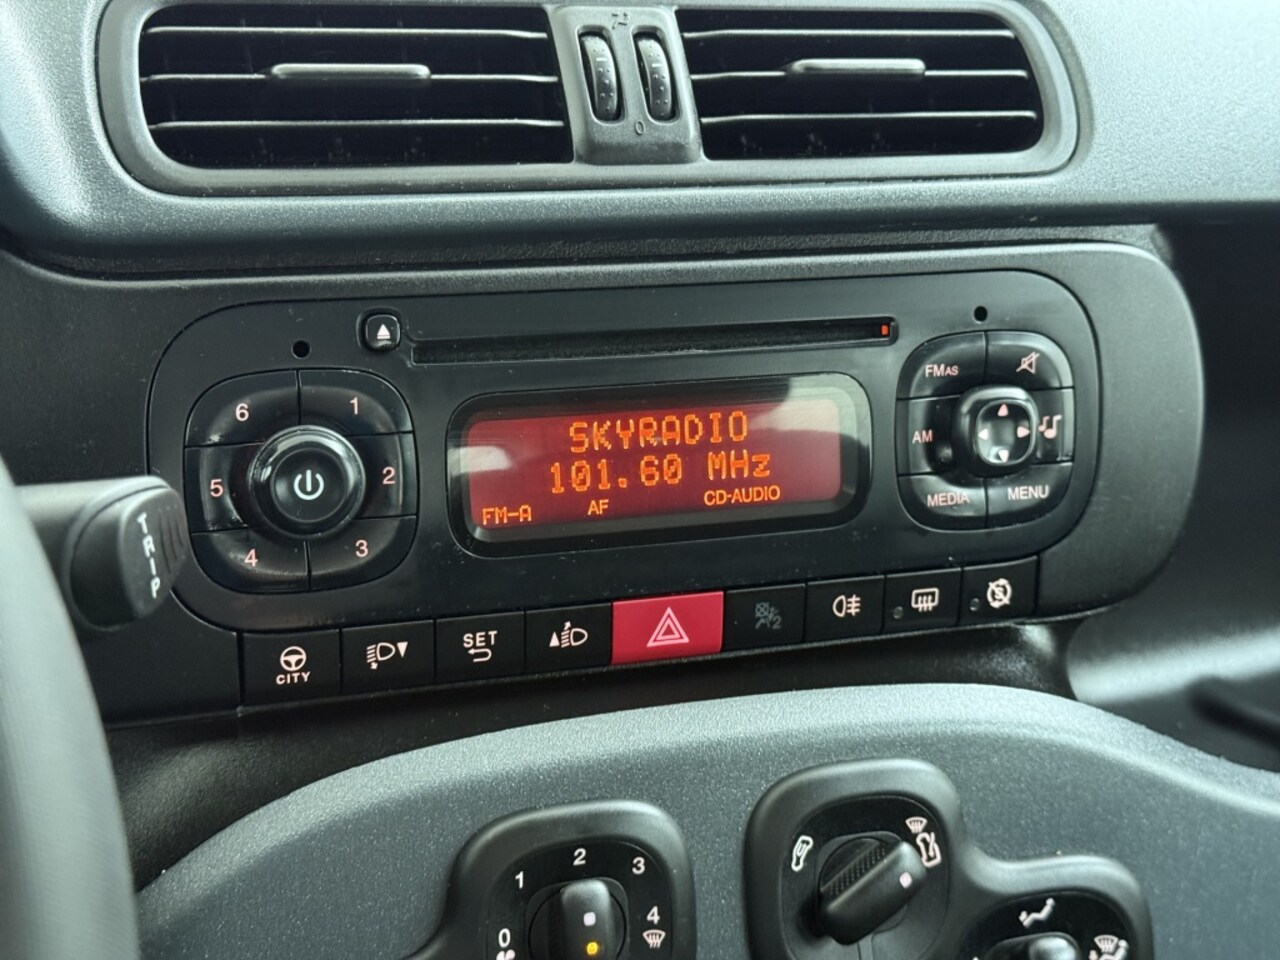 0
6
1
5
2
4
3
SKYRADIO
101.60 MHz
FM-A AF CD-AUDIO
FMAS
AM
MEDIA
MENU
TRIP
CITY
SET
0
1
2
3
4